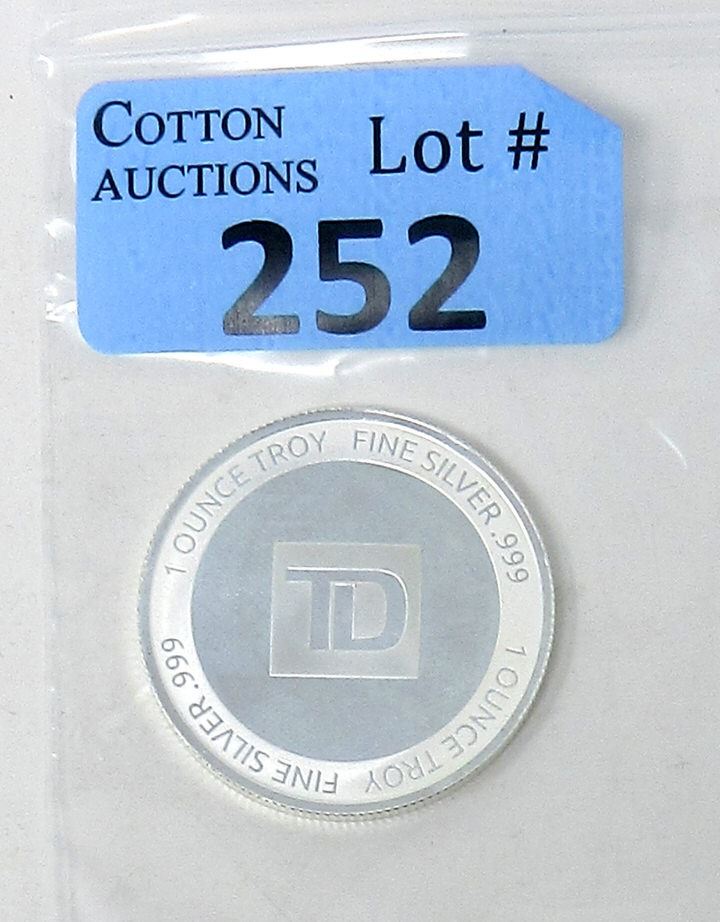 COTTON
AUCTIONS
Lot #
252
1 OUNCE TROY FINE SILVER .999
1 OUNCE TROY FINE SILVER .999
TD